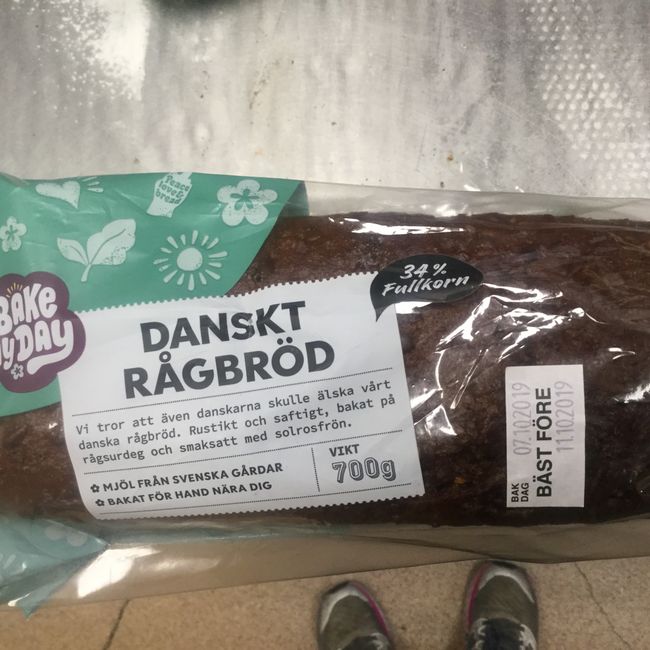 Peace
love &
bread
BAKE
MY DAY
34%
Fullkorn
DANSKT
RÅGBRÖD
Vi tror att även danskarna skulle älska vårt
danska rågbröd. Rustikt och saftigt, bakat på
rågsurdeg och smaksatt med solrosfrön.
MJÖL FRÅN SVENSKA GÅRDAR
BAKAT FÖR HAND NÄRA DIG
VIKT
700g
BAK
DAG
07.10.2019
BÄST FÖRE
11.10.2019